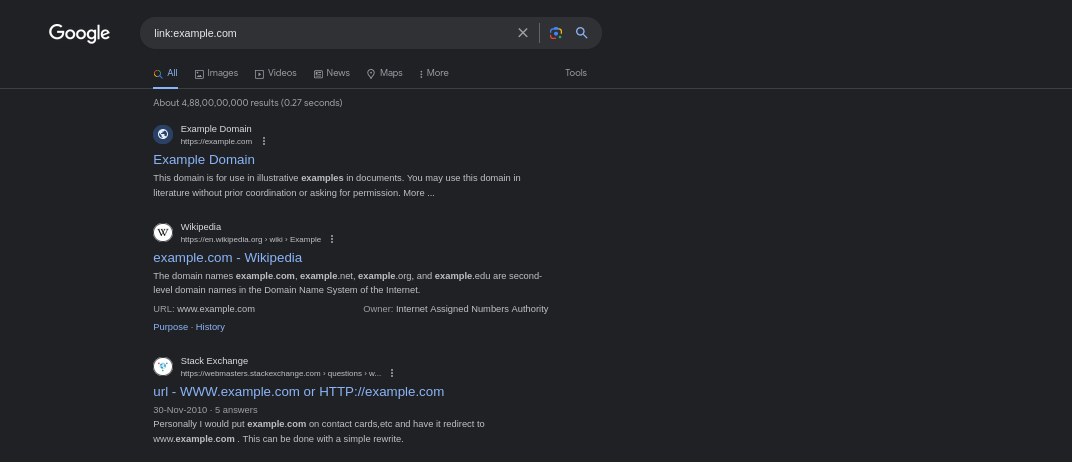 Google
link:example.com
All Images Videos News Maps More Tools
About 4,88,00,00,000 results (0.27 seconds)
Example Domain
https://example.com
Example Domain
This domain is for use in illustrative examples in documents. You may use this domain in
literature without prior coordination or asking for permission. More ...
W
Wikipedia
https://en.wikipedia.org › wiki › Example
example.com - Wikipedia
The domain names example.com, example.net, example.org, and example.edu are second-
level domain names in the Domain Name System of the Internet.
URL: www.example.com Owner: Internet Assigned Numbers Authority
Purpose · History
Stack Exchange
https://webmasters.stackexchange.com › questions › w...
url - WWW.example.com or HTTP://example.com
30-Nov-2010 · 5 answers
Personally I would put example.com on contact cards,etc and have it redirect to
www.example.com . This can be done with a simple rewrite.